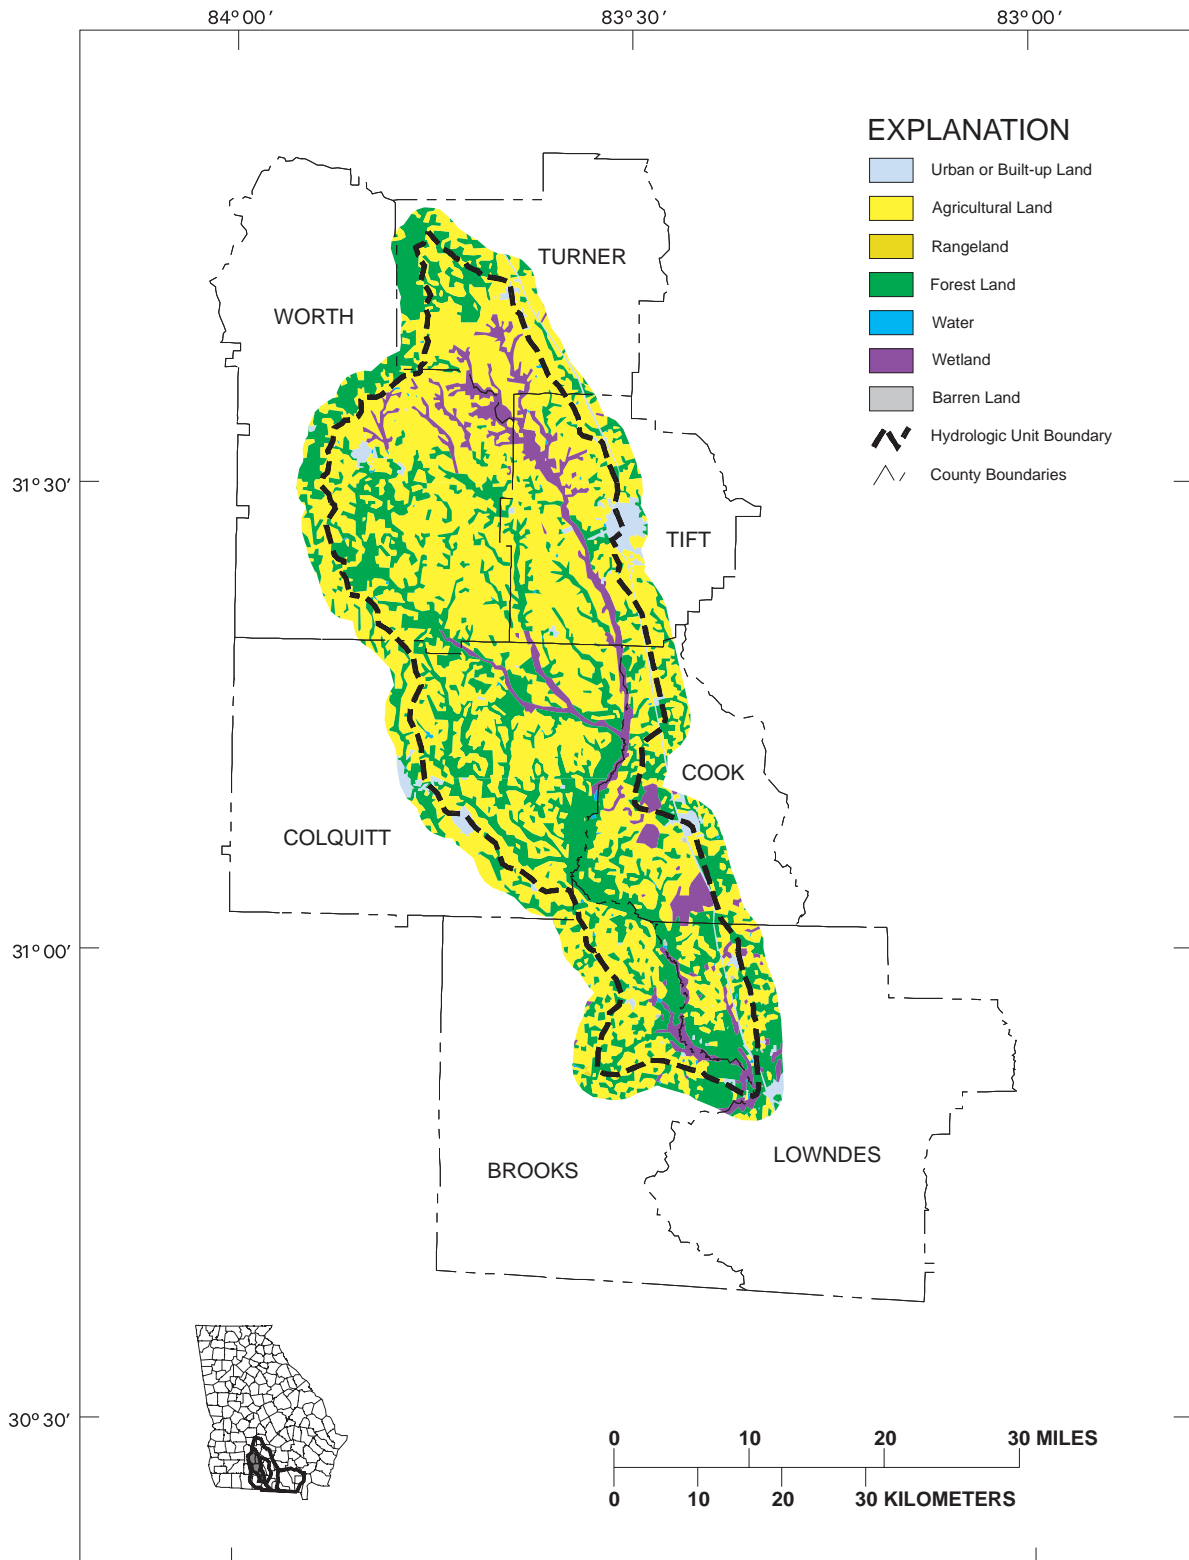 84°00′
83°30′
83°00′
EXPLANATION
Urban or Built-up Land
Agricultural Land
Rangeland
Forest Land
Water
Wetland
Barren Land
Hydrologic Unit Boundary
County Boundaries
TURNER
WORTH
31°30′
TIFT
COOK
COLQUITT
31°00′
BROOKS
LOWNDES
30°30′
0 10 20 30 MILES
0 10 20 30 KILOMETERS